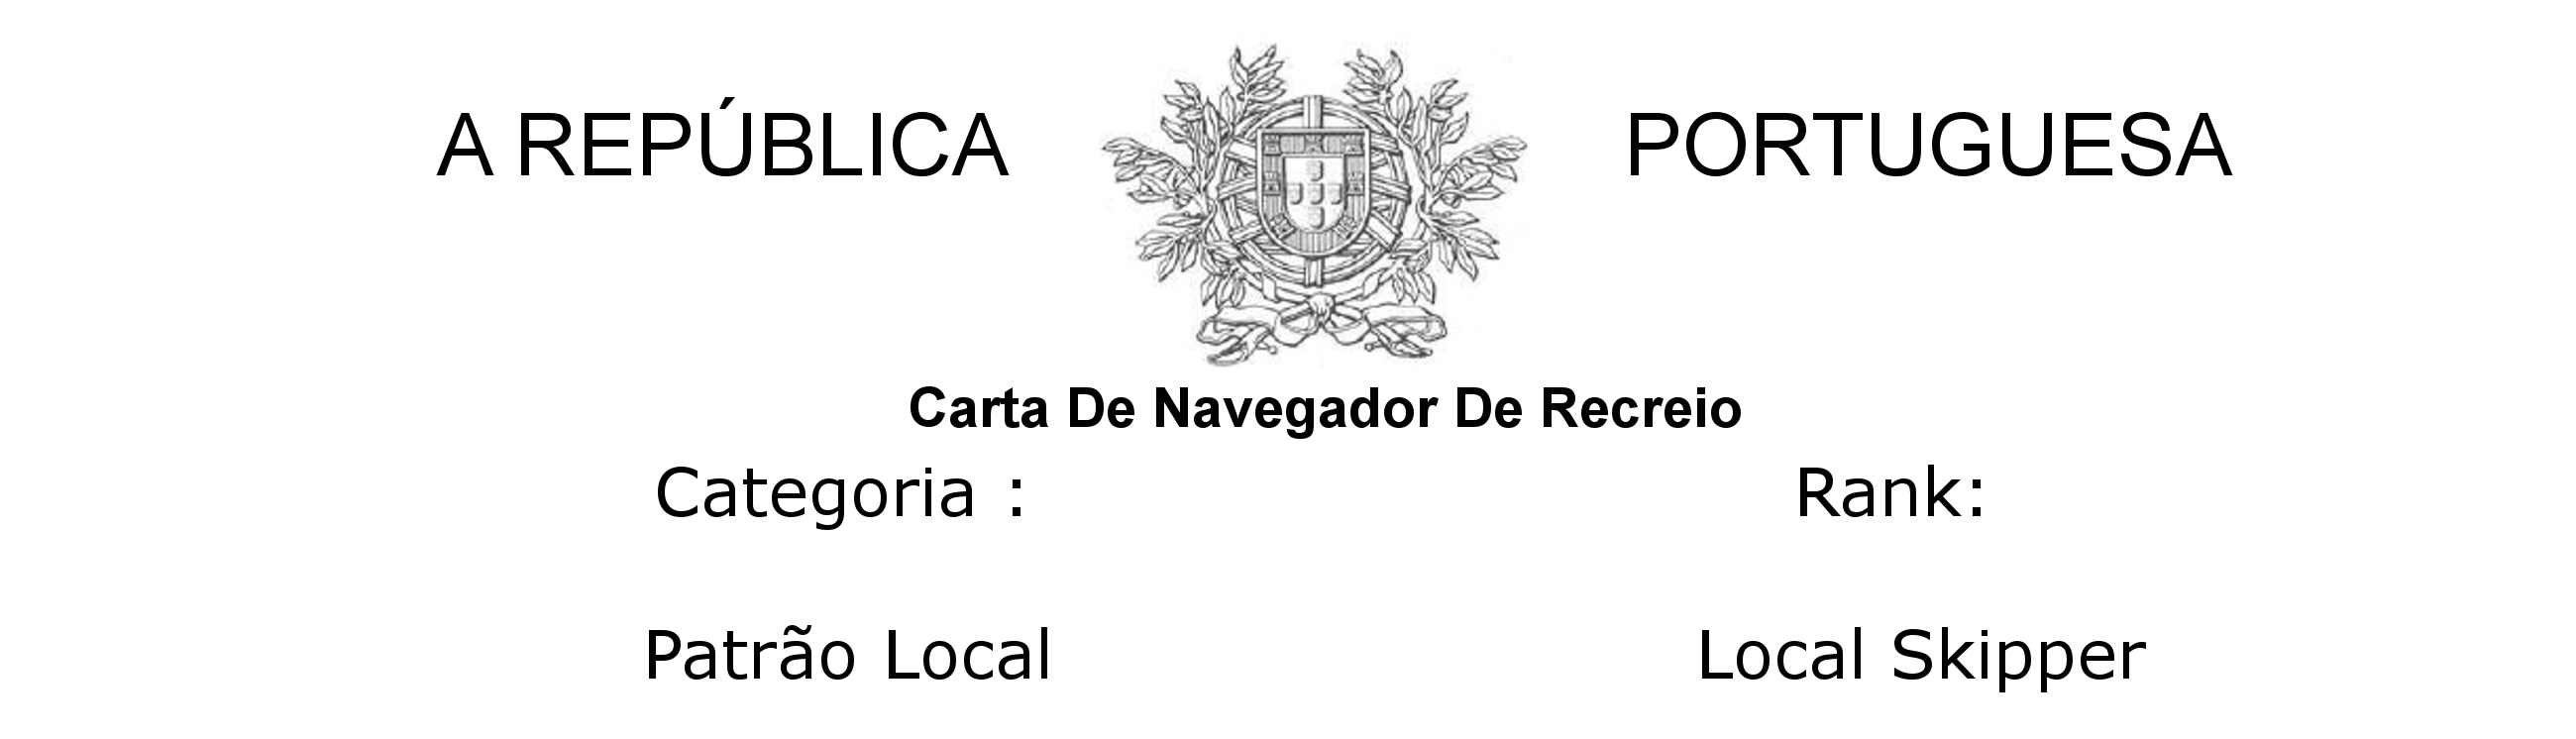 A REPÚBLICA PORTUGUESA
Carta De Navegador De Recreio
Categoria : Rank:
Patrão Local Local Skipper